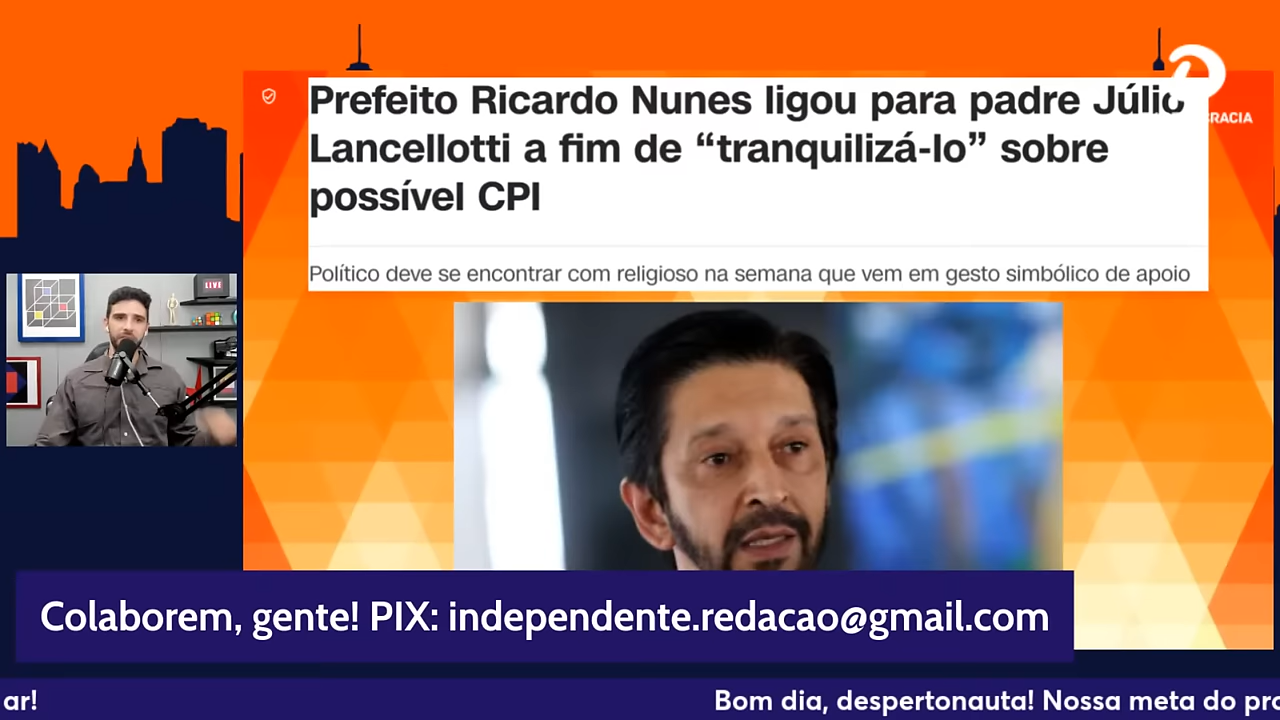 Prefeito Ricardo Nunes ligou para padre Júlio
Lancellotti a fim de “tranquilizá-lo” sobre
possível CPI
RACIA
Político deve se encontrar com religioso na semana que vem em gesto simbólico de apoio
LIVE
Colaborem, gente! PIX: independente.redacao@gmail.com
ar!
Bom dia, despertonauta! Nossa meta do pro